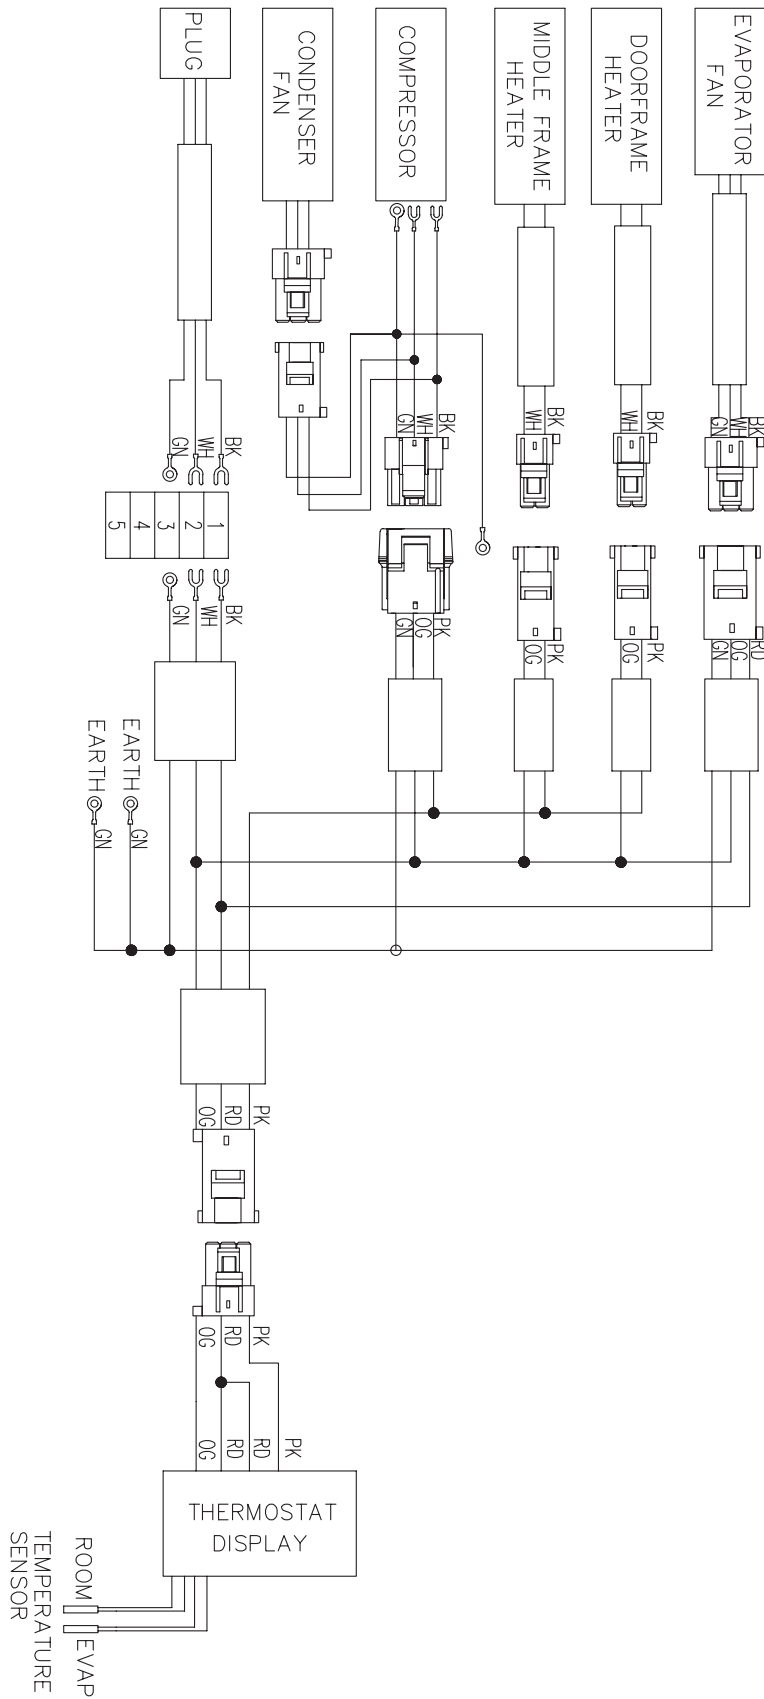 PLUG
CONDENSER
FAN
COMPRESSOR
MIDDLE FRAME
HEATER
DOORFRAME
HEATER
EVAPORATOR
FAN
GN WH BK
GN WH BK
WH BK
WH BK
GN WH BK
5 4 3 2 1
GN WH BK
GN OG PK
OG PK
OG PK
GN OG RD
EARTH
EARTH
GN
GN
OG RD PK
OG RD PK
OG RD RD PK
THERMOSTAT
DISPLAY
ROOM
EVAP
TEMPERATURE
SENSOR